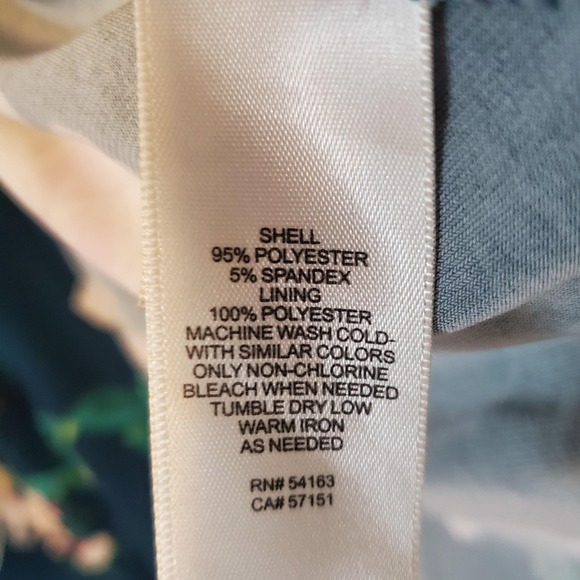 SHELL
95% POLYESTER
5% SPANDEX
LINING
100% POLYESTER
MACHINE WASH COLD-
WITH SIMILAR COLORS
ONLY NON-CHLORINE
BLEACH WHEN NEEDED
TUMBLE DRY LOW
WARM IRON
AS NEEDED
RN# 54163
CA# 57151